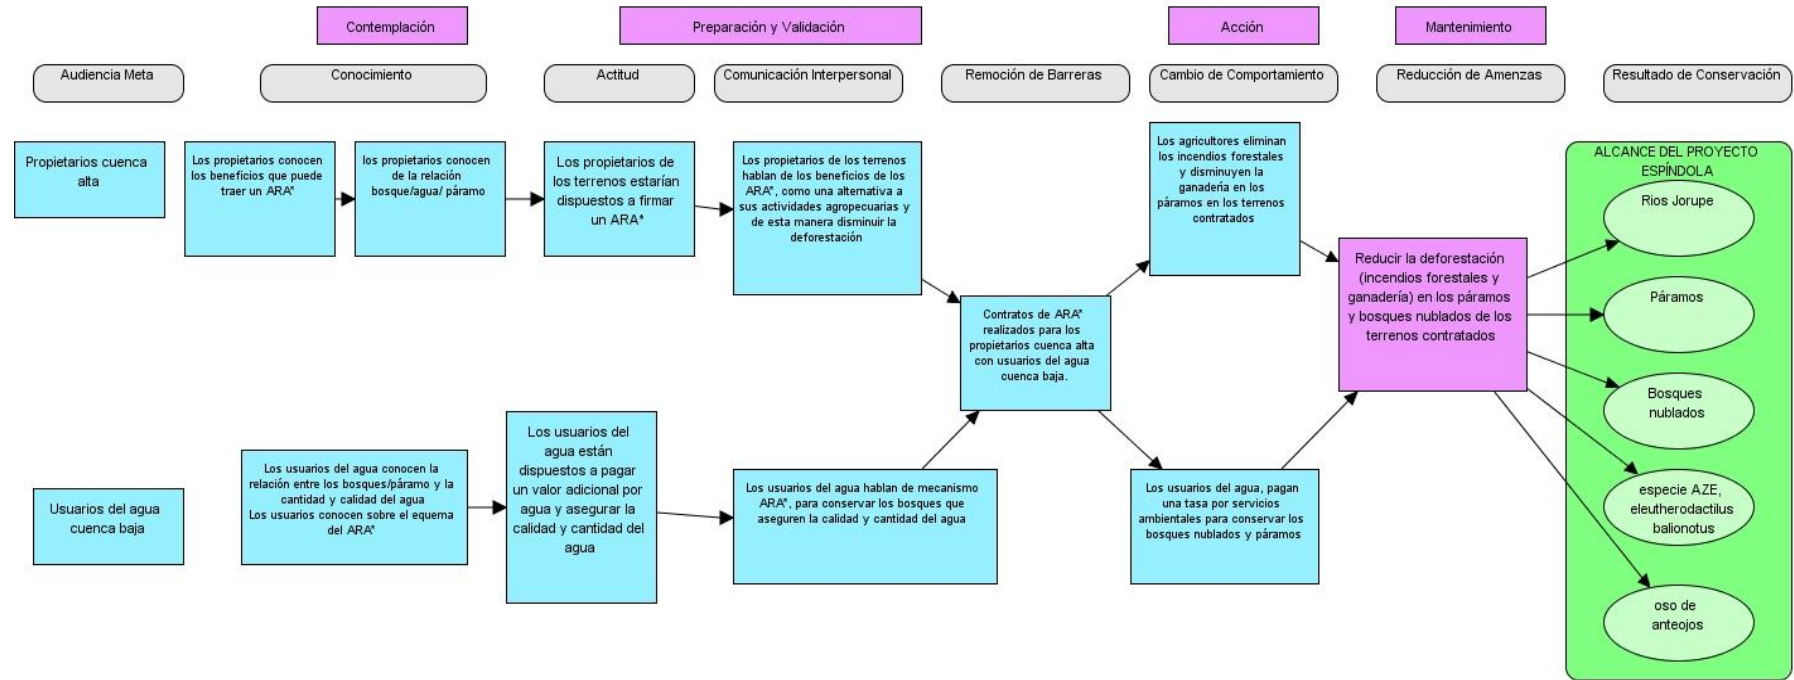 Contemplación
Preparación y Validación
Acción
Mantenimiento
Audiencia Meta
Conocimiento
Actitud
Comunicación Interpersonal
Remoción de Barreras
Cambio de Comportamiento
Reducción de Amenzas
Resultado de Conservación
Propietarios cuenca
alta
Los propietarios conocen
los beneficios que puede
traer un ARA*
los propietarios conocen
de la relación
bosque/agua/ páramo
Los propietarios de
los terrenos estarían
dispuestos a firmar
un ARA*
Los propietarios de los terrenos
hablan de los beneficios de los
ARA*, como una alternativa a
sus actividades agropecuarias y
de esta manera disminuir la
deforestación
Contratos de ARA*
realizados para los
propietarios cuenca alta
con usuarios del agua
cuenca baja.
Los agricultores eliminan
los incendios forestales
y disminuyen la
ganadería en los
páramos en los terrenos
contratados
Reducir la deforestación
(incendios forestales y
ganadería) en los páramos
y bosques nublados de los
terrenos contratados
ALCANCE DEL PROYECTO
ESPÍNDOLA
Rios Jorupe
Páramos
Bosques
nublados
especie AZE,
eleutherodactilus
balionotus
oso de
anteojos
Usuarios del agua
cuenca baja
Los usuarios del agua conocen la
relación entre los bosques/páramo y la
cantidad y calidad del agua
Los usuarios conocen sobre el equema
del ARA*
Los usuarios del
agua están
dispuestos a pagar
un valor adicional por
agua y asegurar la
calidad y cantidad del
agua
Los usuarios del agua hablan de mecanismo
ARA*, para conservar los bosques que
aseguren la calidad y cantidad del agua
Los usuarios del agua, pagan
una tasa por servicios
ambientales para conservar los
bosques nublados y páramos